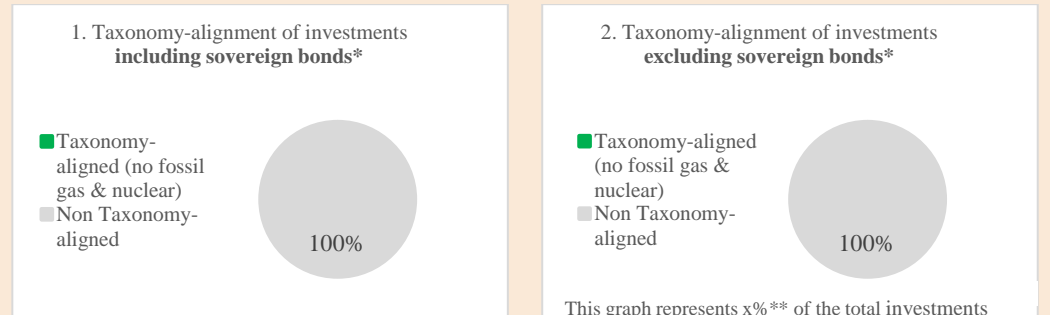 1. Taxonomy-alignment of investments
including sovereign bonds*
Taxonomy-
aligned (no fossil
gas & nuclear)
Non Taxonomy-
aligned
100%
2. Taxonomy-alignment of investments
excluding sovereign bonds*
Taxonomy-aligned
(no fossil gas &
nuclear)
Non Taxonomy-
aligned
100%
This graph represents x%** of the total investments